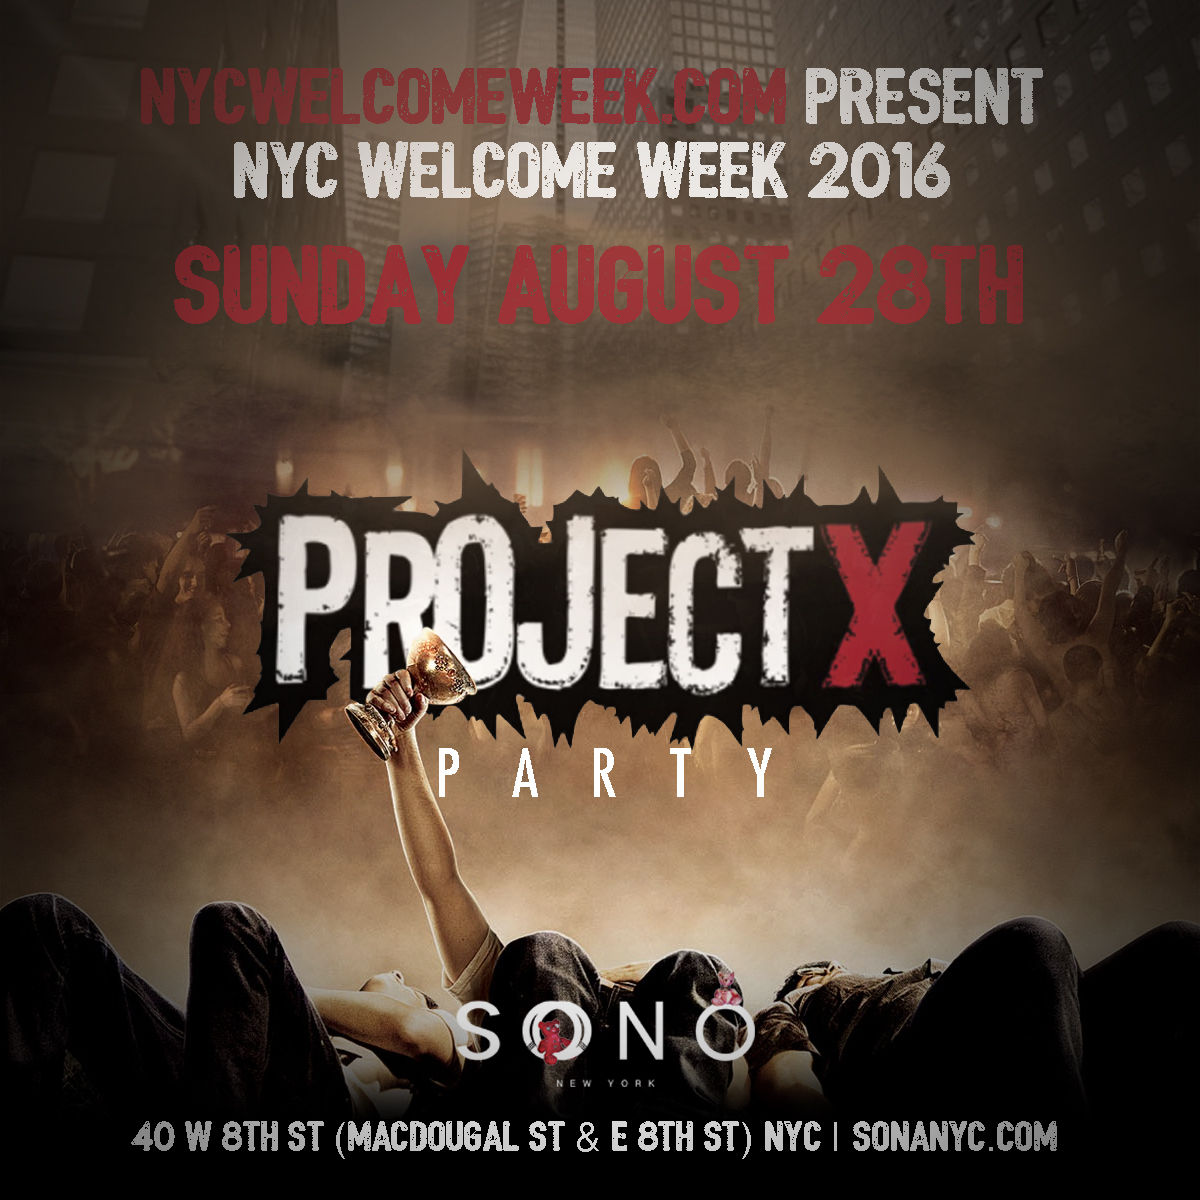 NYCWELCOMEWEEK.COM PRESENT
NYC WELCOME WEEK 2016
SUNDAY AUGUST 28TH
PROJECT X
PARTY
SONO
NEW YORK
40 W 8TH ST (MACDOUGAL ST & E 8TH ST) NYC | SONANYC.COM